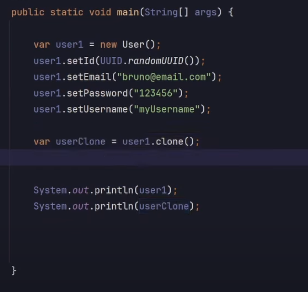 public static void main(String[] args) {
var user1 = new User();
user1.setId(UUID.randomUUID());
user1.setEmail("bruno@email.com");
user1.setPassword("123456");
user1.setUsername("myUsername");
var userClone = user1.clone();
System.out.println(user1);
System.out.println(userClone);
}